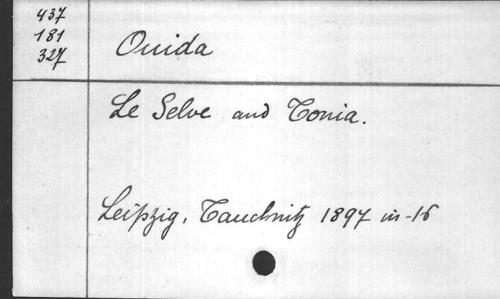 437
181
327
Ouida
Le Selve and Tonia.
Leipzig, Tauchnitz 1897 in-16